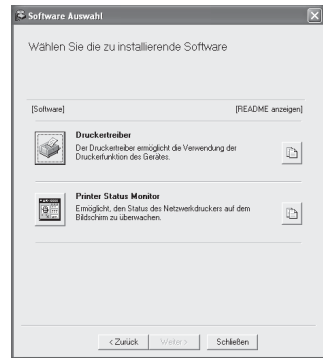 Software Auswahl
Wählen Sie die zu installierende Software
[Software] [README anzeigen]
Druckertreiber
Der Druckertreiber ermöglicht die Verwendung der
Druckerfunktion des Gerätes.
Printer Status Monitor
Ermöglicht, den Status des Netzwerkdruckers auf dem
Bildschirm zu überwachen.
< Zurück Weiter > Schließen